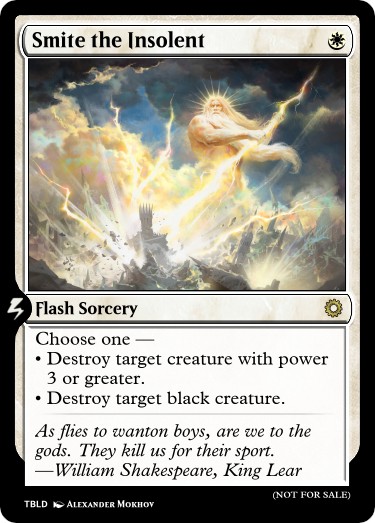 Smite the Insolent
Flash Sorcery
Choose one —
• Destroy target creature with power
3 or greater.
• Destroy target black creature.
As flies to wanton boys, are we to the
gods. They kill us for their sport.
—William Shakespeare, King Lear
(NOT FOR SALE)
TBLD Alexander Mokhov